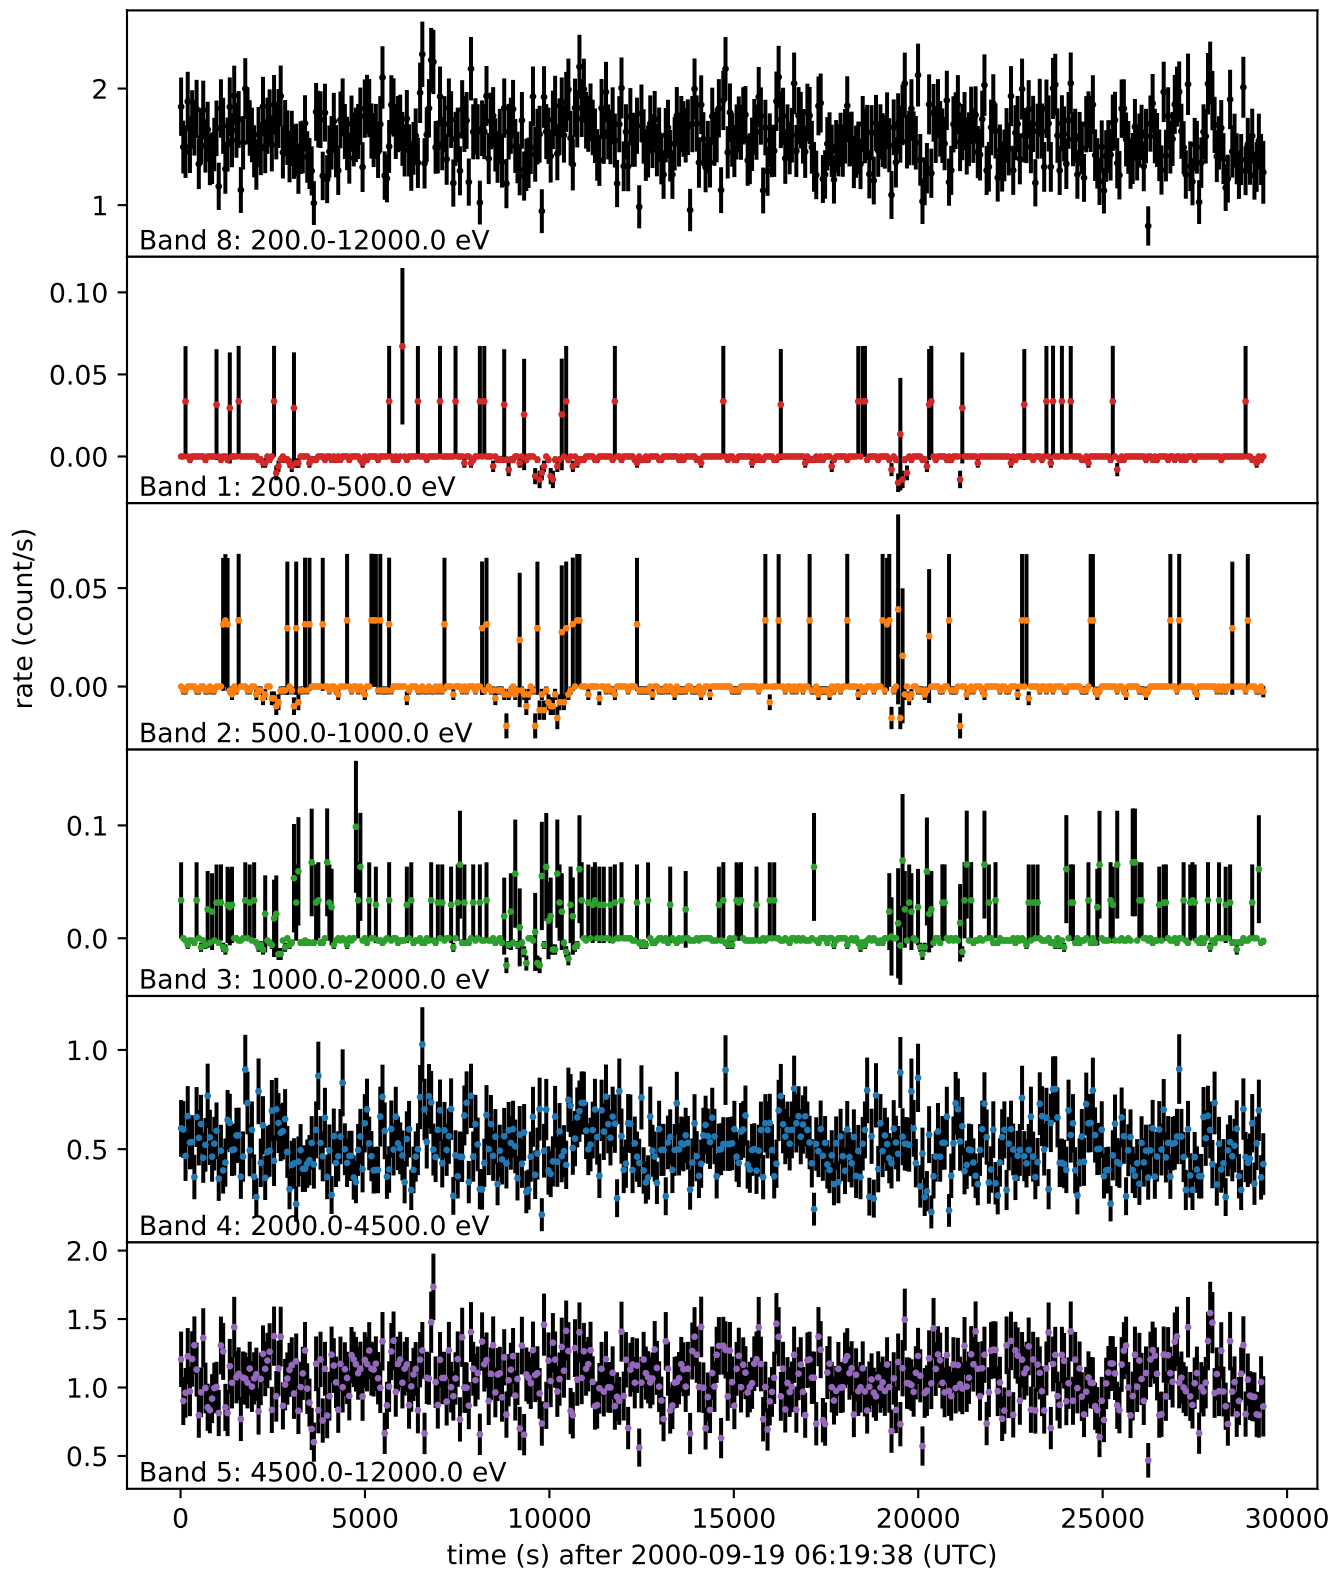 2
1
Band 8: 200.0-12000.0 eV
0.10
0.05
0.00
Band 1: 200.0-500.0 eV
0.05
0.00
Band 2: 500.0-1000.0 eV
rate (count/s)
0.1
0.0
Band 3: 1000.0-2000.0 eV
1.0
0.5
Band 4: 2000.0-4500.0 eV
2.0
1.5
1.0
0.5
Band 5: 4500.0-12000.0 eV
0 5000 10000 15000 20000 25000 30000
time (s) after 2000-09-19 06:19:38 (UTC)